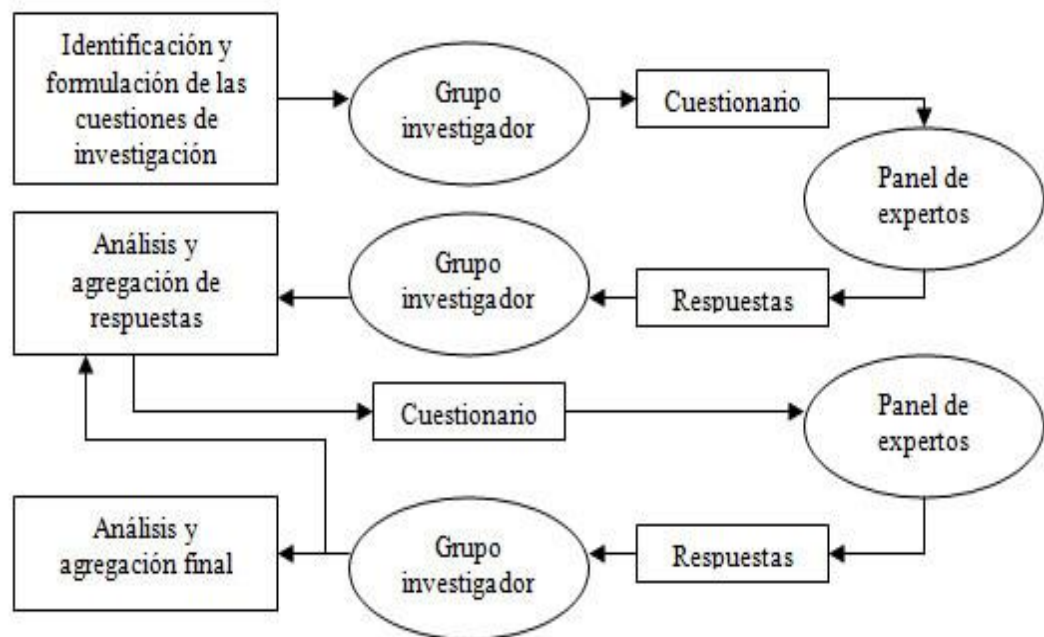 Identificación y
formulación de las
cuestiones de
investigación
Grupo
investigador
Cuestionario
Panel de
expertos
Análisis y
agregación de
respuestas
Grupo
investigador
Respuestas
Cuestionario
Panel de
expertos
Análisis y
agregación final
Grupo
investigador
Respuestas